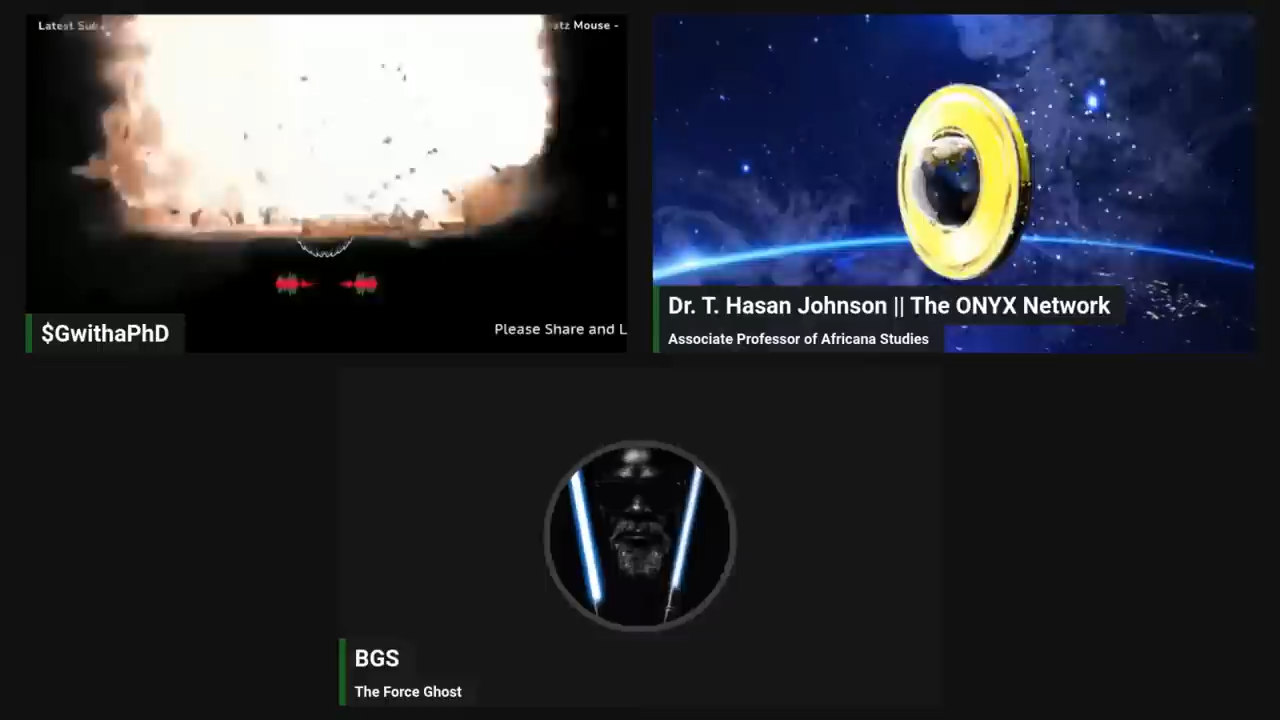 Latest Sub
Mouse -
Please Share and L
$GwithaPhD
Dr. T. Hasan Johnson || The ONYX Network
Associate Professor of Africana Studies
BGS
The Force Ghost